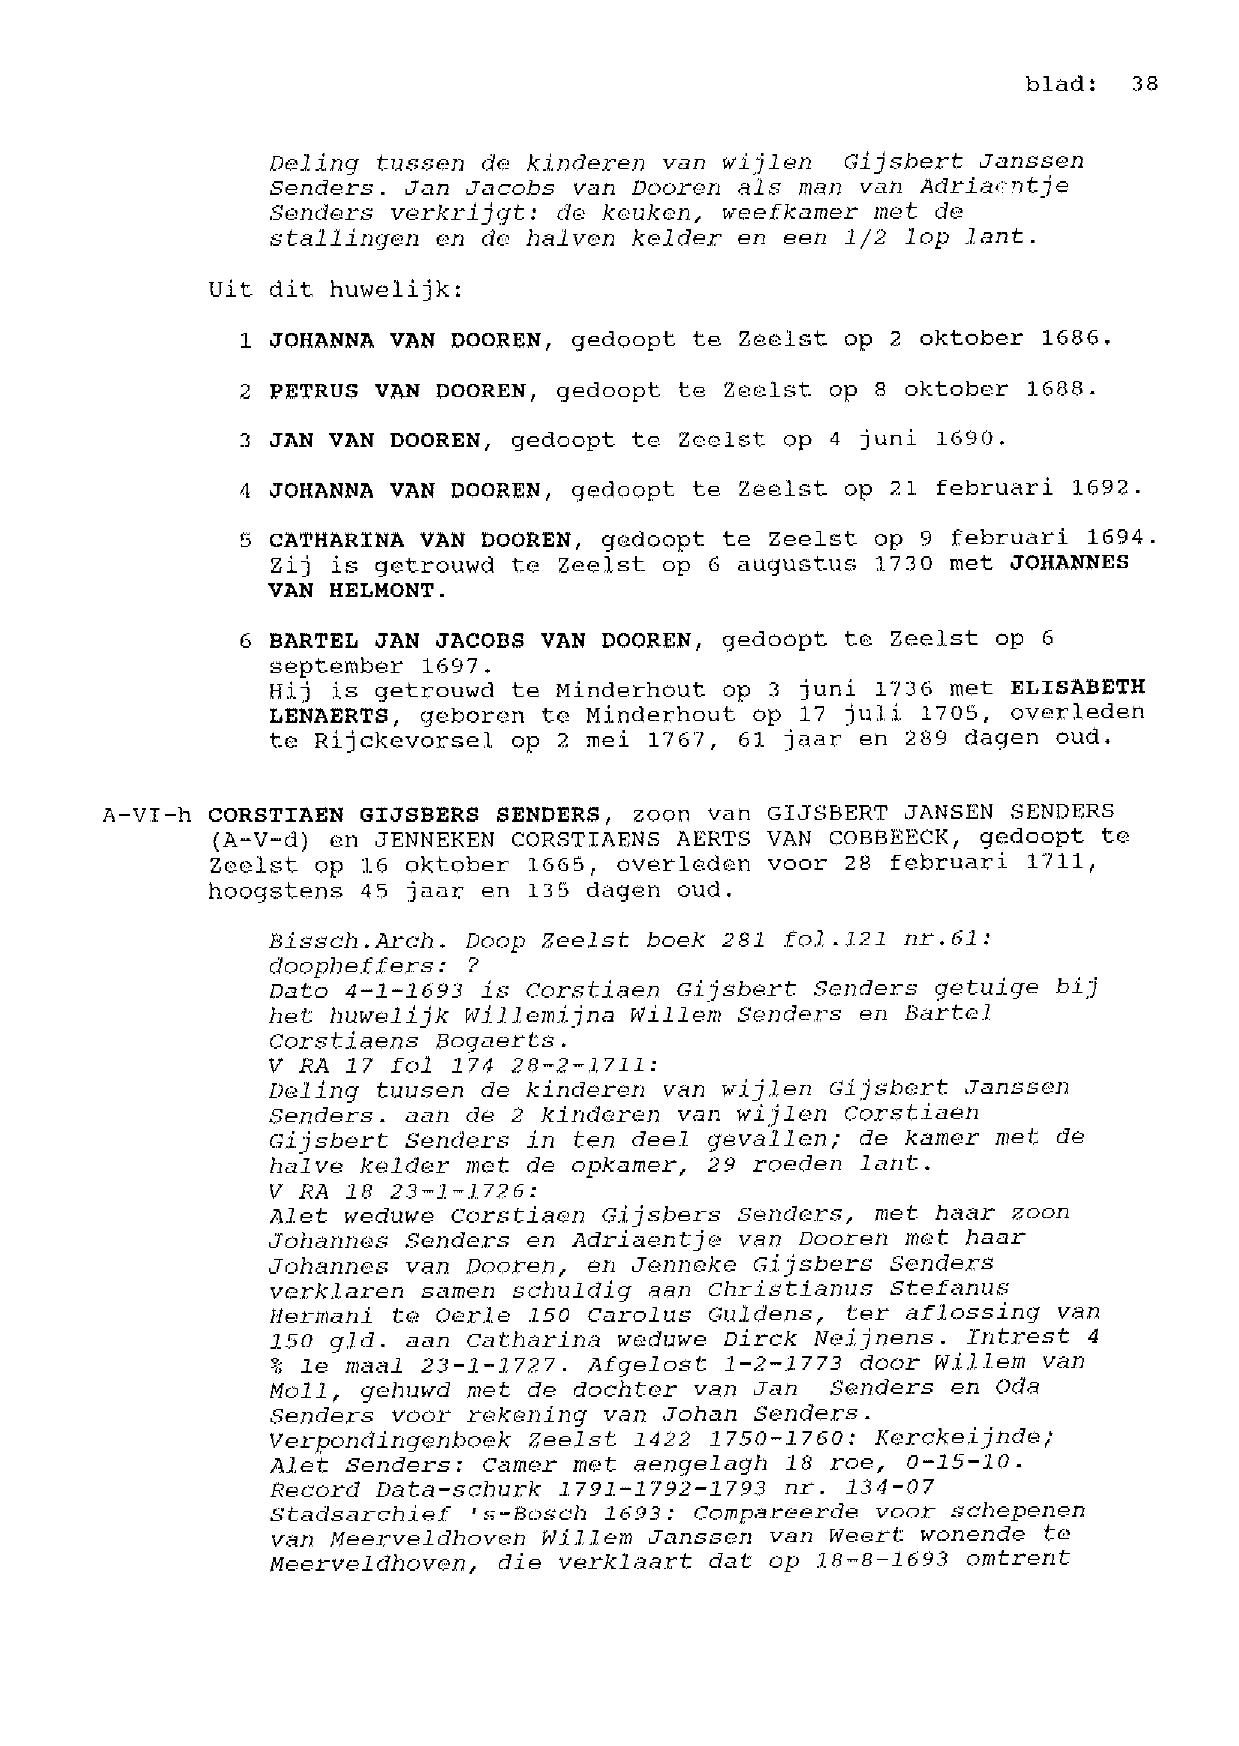 blad: 38
Deling tussen de kinderen van wijlen Gijsbert Janssen
Senders. Jan Jacobs van Dooren als man van Adriaentje
Senders verkrijgt: de keuken, weefkamer met de
stallingen en de halven kelder en een 1/2 lop lant.
Uit dit huwelijk:
1 JOHANNA VAN DOOREN, gedoopt te Zeelst op 2 oktober 1686.
2 PETRUS VAN DOOREN, gedoopt te Zeelst op 8 oktober 1688.
3 JAN VAN DOOREN, gedoopt te Zeelst op 4 juni 1690.
4 JOHANNA VAN DOOREN, gedoopt te Zeelst op 21 februari 1692.
5 CATHARINA VAN DOOREN, gedoopt te Zeelst op 9 februari 1694.
Zij is getrouwd te Zeelst op 6 augustus 1730 met JOHANNES
VAN HELMONT.
6 BARTEL JAN JACOBS VAN DOOREN, gedoopt te Zeelst op 6
september 1697.
Hij is getrouwd te Minderhout op 3 juni 1736 met ELISABETH
LENAERTS, geboren te Minderhout op 17 juli 1705, overleden
te Rijckevorsel op 2 mei 1767, 61 jaar en 289 dagen oud.
A-VI-h CORSTIAEN GIJSBERS SENDERS, zoon van GIJSBERT JANSEN SENDERS
(A-V-d) en JENNEKEN CORSTIAENS AERTS VAN COBBEECK, gedoopt te
Zeelst op 16 oktober 1665, overleden voor 28 februari 1711,
hoogstens 45 jaar en 135 dagen oud.
Bissch.Arch. Doop Zeelst boek 281 fol.121 nr.61:
doopheffers: ?
Dato 4-1-1693 is Corstiaen Gijsbert Senders getuige bij
het huwelijk Willemijna Willem Senders en Bartel
Corstiaens Bogaerts.
V RA 17 fol 174 28-2-1711:
Deling tuusen de kinderen van wijlen Gijsbert Janssen
Senders. aan de 2 kinderen van wijlen Corstiaen
Gijsbert Senders in ten deel gevallen; de kamer met de
halve kelder met de opkamer, 29 roeden lant.
V RA 18 23-1-1726:
Alet weduwe Corstiaen Gijsbers Senders, met haar zoon
Johannes Senders en Adriaentje van Dooren met haar
Johannes van Dooren, en Jenneke Gijsbers Senders
verklaren samen schuldig aan Christianus Stefanus
Hermani te Oerle 150 Carolus Guldens, ter aflossing van
150 gld. aan Catharina weduwe Dirck Neijnens. Intrest 4
% 1e maal 23-1-1727. Afgelost 1-2-1773 door Willem van
Moll, gehuwd met de dochter van Jan Senders en Oda
Senders voor rekening van Johan Senders.
Verpondingenboek Zeelst 1422 1750-1760: Kerckeijnde;
Alet Senders: Camer met aengelagh 18 roe, 0-15-10.
Record Data-schurk 1791-1792-1793 nr. 134-07
Stadsarchief 's-Bosch 1693: Compareerde voor schepenen
van Meerveldhoven Willem Janssen van Weert wonende te
Meerveldhoven, die verklaart dat op 18-8-1693 omtrent